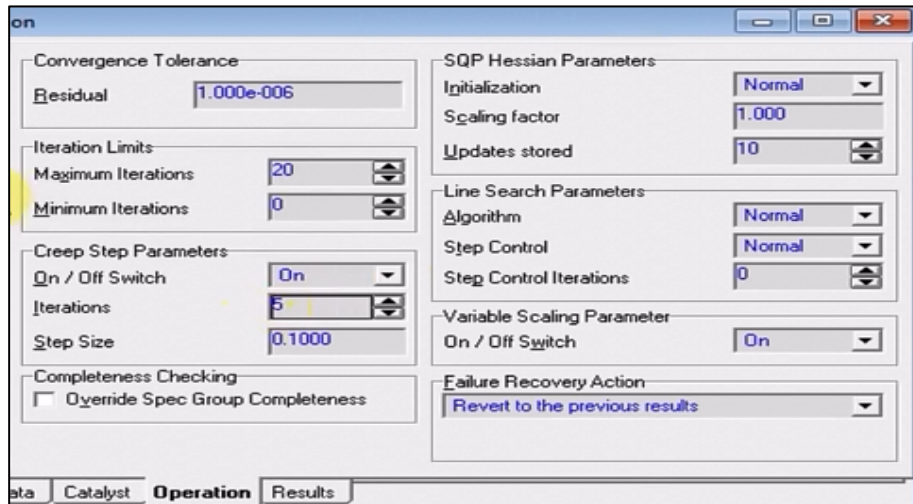 on
Convergence Tolerance
Residual 1.000e-006
Iteration Limits
Maximum Iterations 20
Minimum Iterations 0
Creep Step Parameters
On / Off Switch On
Iterations 5
Step Size 0.1000
Completeness Checking
Override Spec Group Completeness
SQP Hessian Parameters
Initialization Normal
Scaling factor 1.000
Updates stored 10
Line Search Parameters
Algorithm Normal
Step Control Normal
Step Control Iterations 0
Variable Scaling Parameter
On / Off Switch On
Failure Recovery Action
Revert to the previous results
ata Catalyst Operation Results